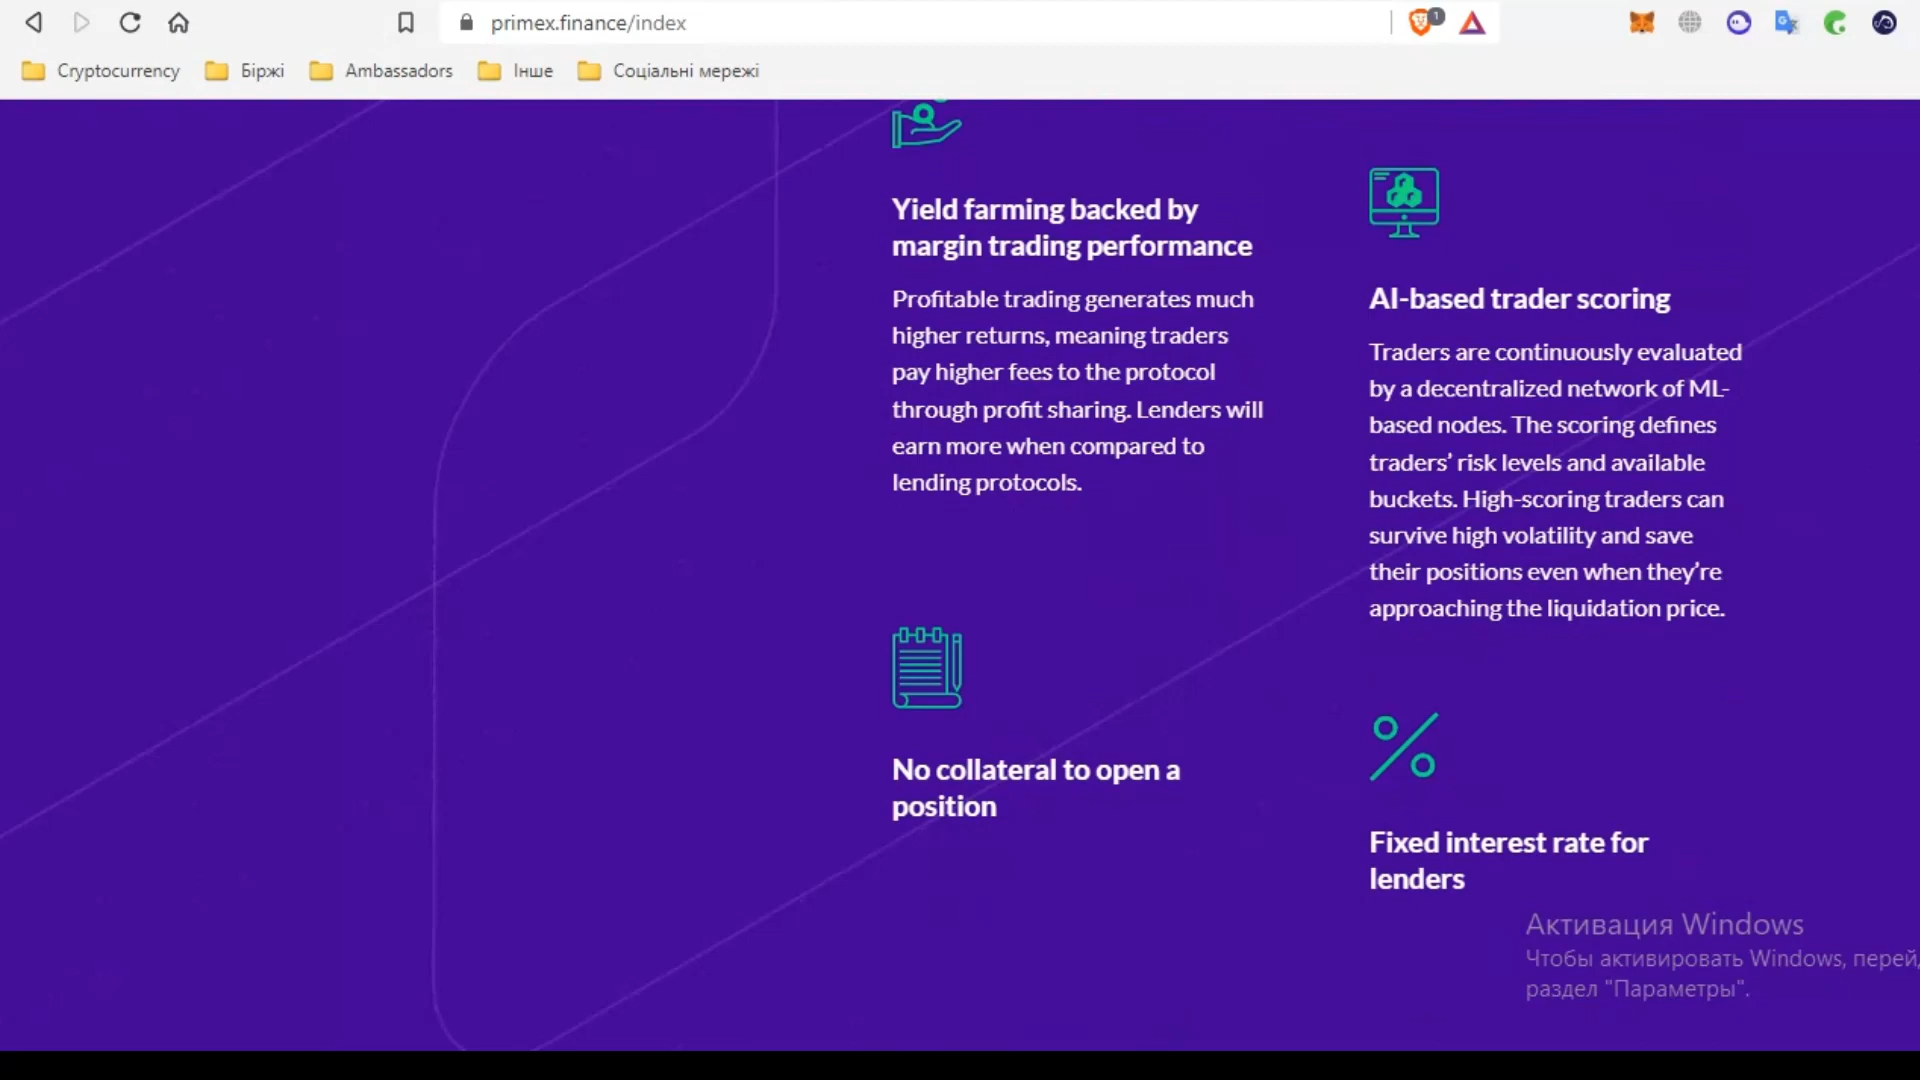 primex.finance/index
1
Cryptocurrency
Біржі
Ambassadors
Інше
Соціальні мережі
Yield farming backed by
margin trading performance
Profitable trading generates much
higher returns, meaning traders
pay higher fees to the protocol
through profit sharing. Lenders will
earn more when compared to
lending protocols.
AI-based trader scoring
Traders are continuously evaluated
by a decentralized network of ML-
based nodes. The scoring defines
traders’ risk levels and available
buckets. High-scoring traders can
survive high volatility and save
their positions even when they’re
approaching the liquidation price.
No collateral to open a
position
Fixed interest rate for
lenders
Активация Windows
Чтобы активировать Windows, перей
раздел "Параметры".